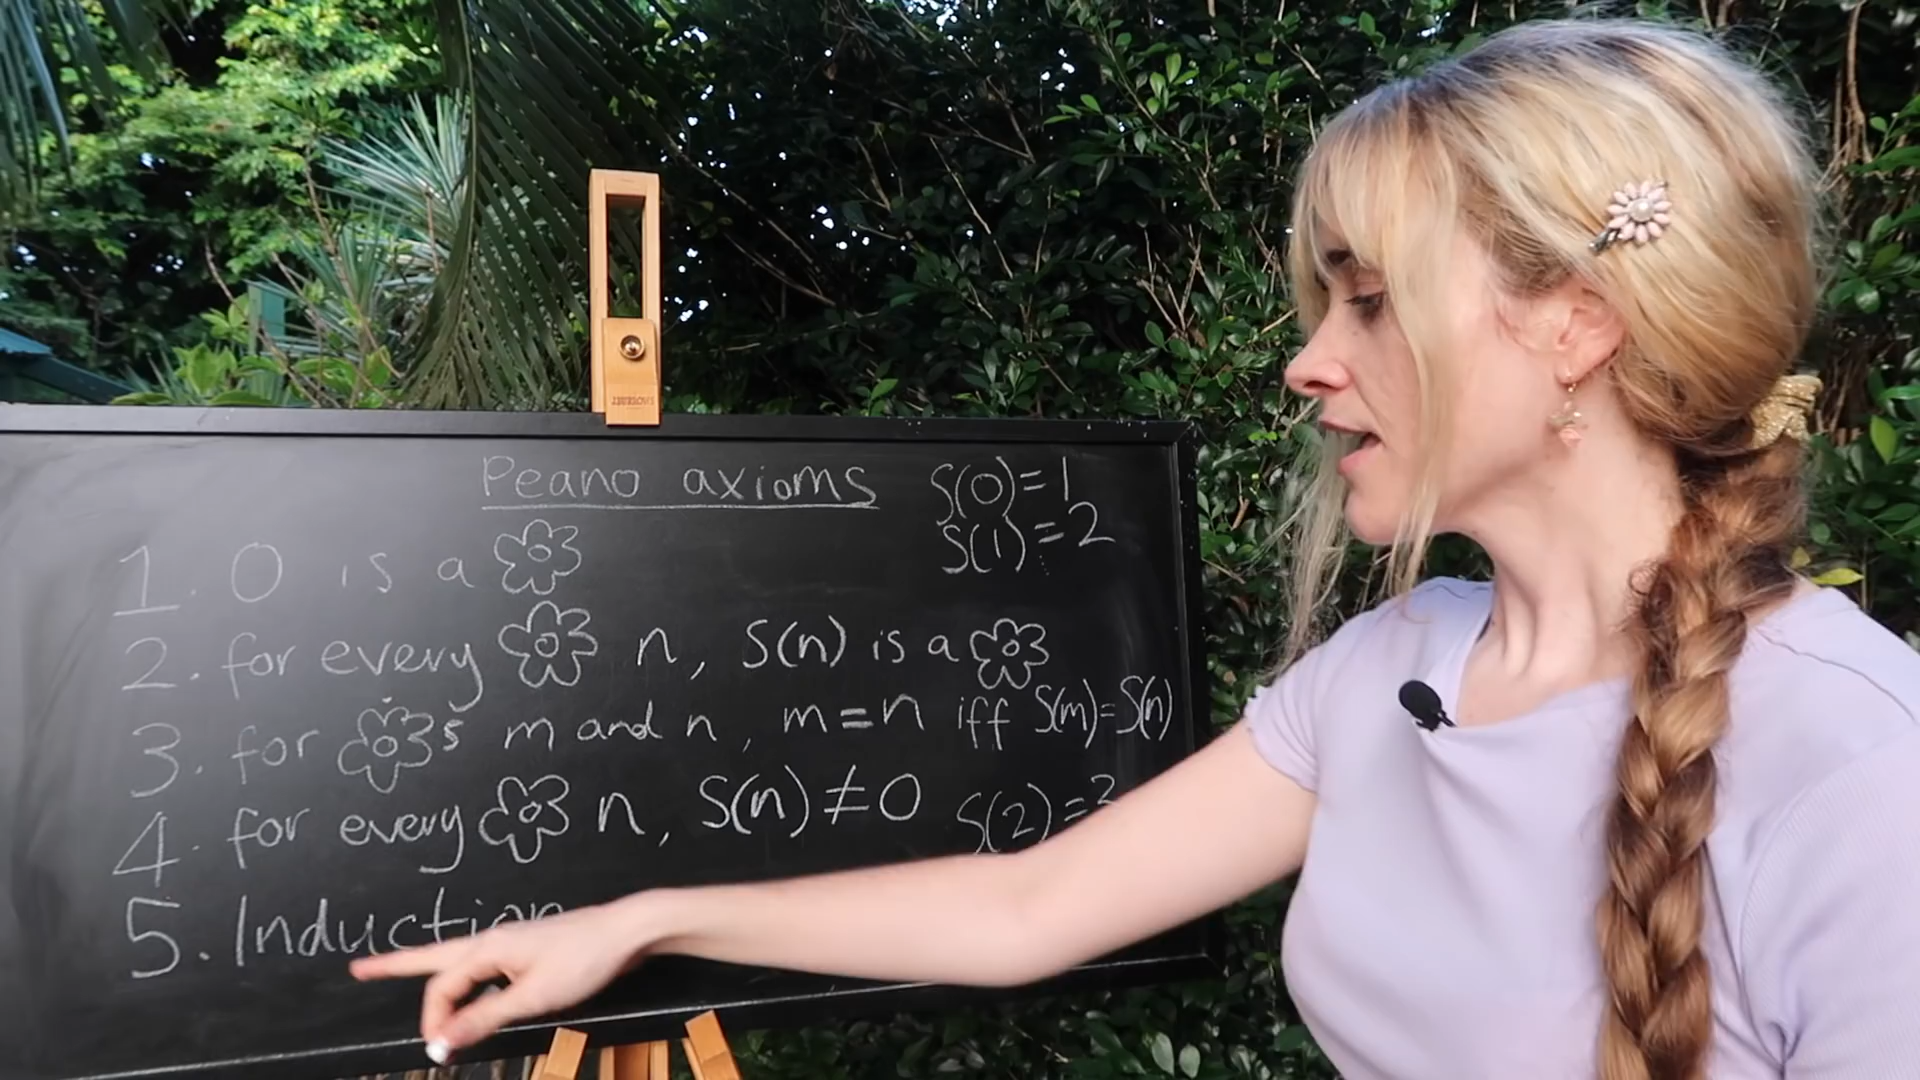 Peano axioms
S(0)=1
S(1)=2
1. 0 is a
2. for every n, S(n) is a
3. for s m and n, m=n iff S(m)=S(n)
4. for every n, S(n)≠0
S(2)=3
5. Induction